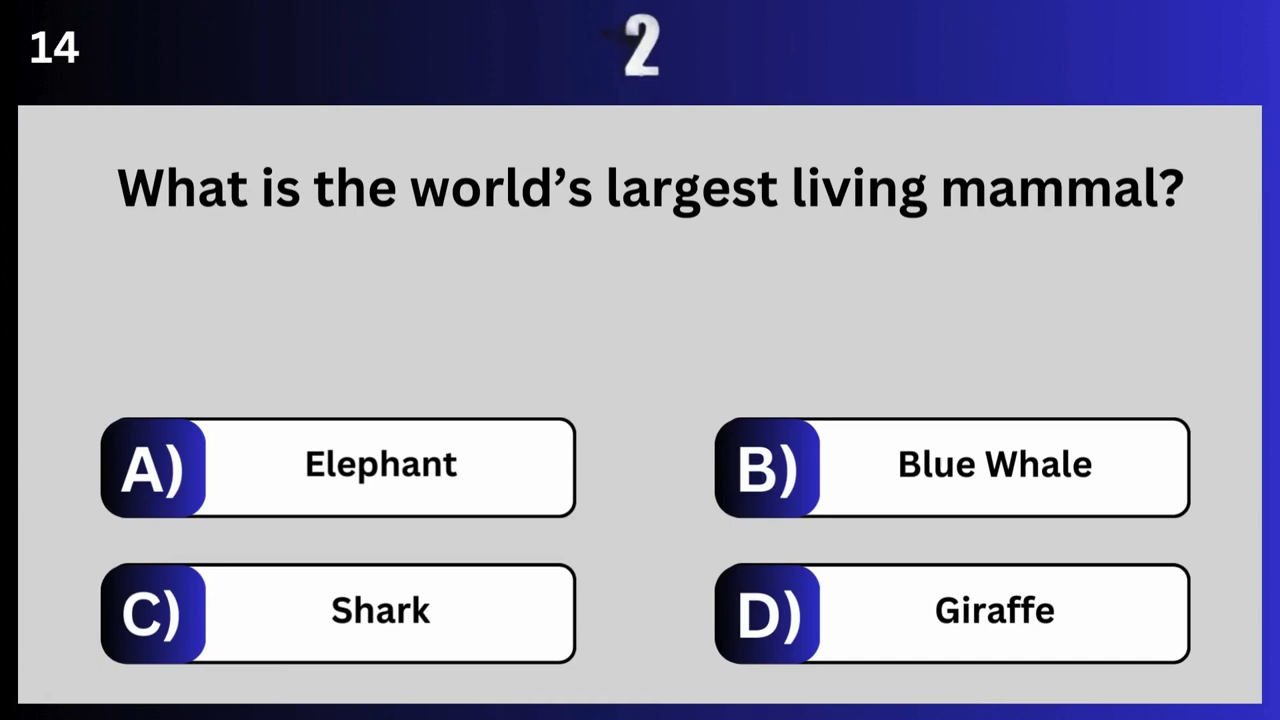 14
2
What is the world’s largest living mammal?
A) Elephant
B) Blue Whale
C) Shark
D) Giraffe